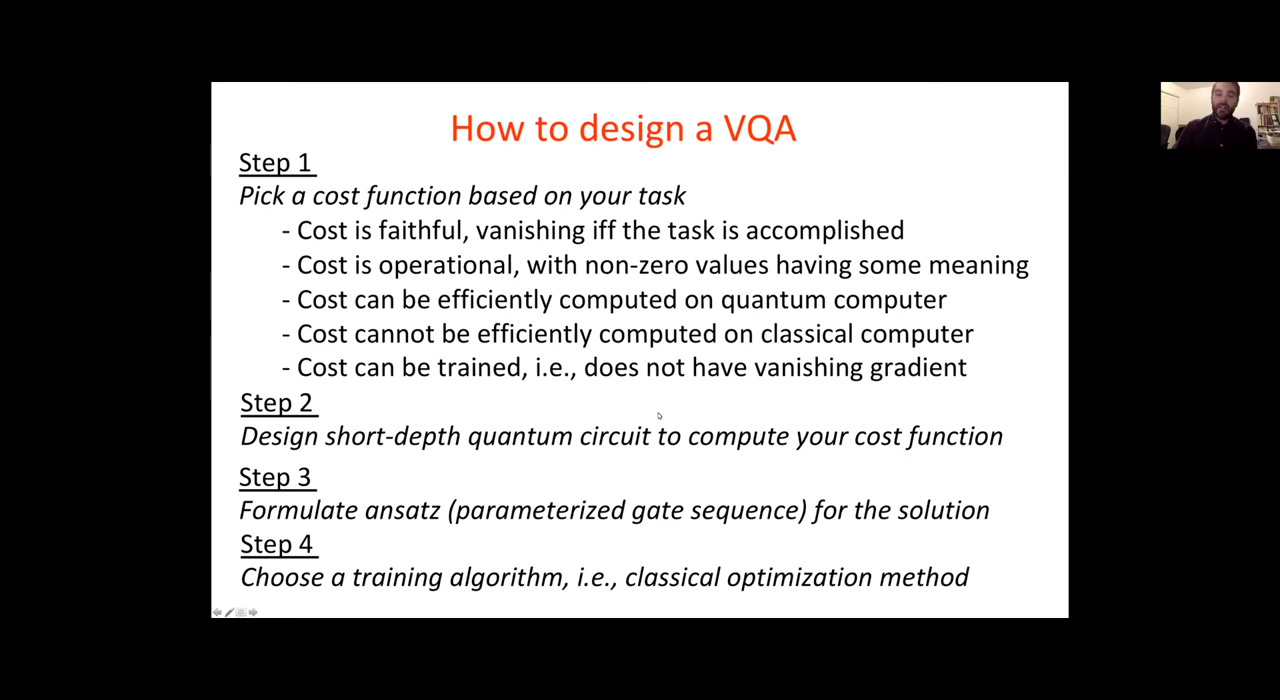 How to design a VQA
Step 1
Pick a cost function based on your task
- Cost is faithful, vanishing iff the task is accomplished
- Cost is operational, with non-zero values having some meaning
- Cost can be efficiently computed on quantum computer
- Cost cannot be efficiently computed on classical computer
- Cost can be trained, i.e., does not have vanishing gradient
Step 2
Design short-depth quantum circuit to compute your cost function
Step 3
Formulate ansatz (parameterized gate sequence) for the solution
Step 4
Choose a training algorithm, i.e., classical optimization method